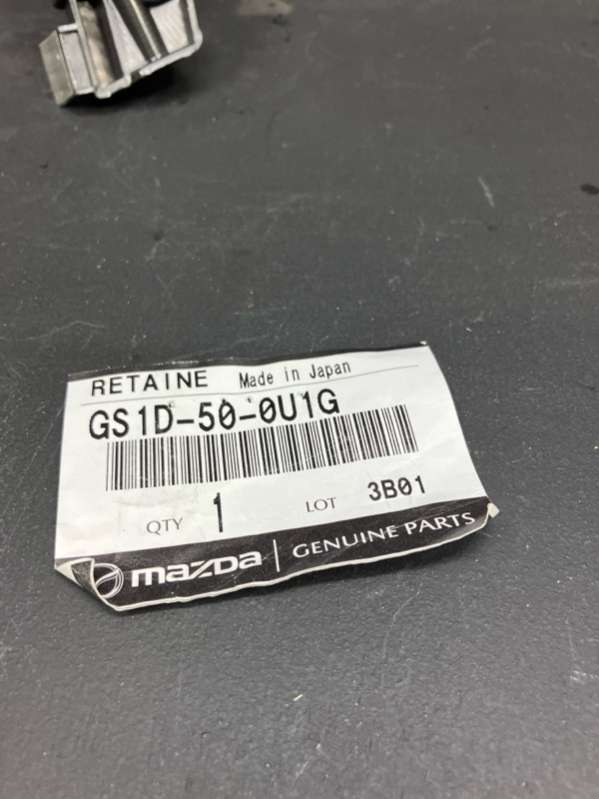 RETAINE Made in Japan
GS1D-50-0U1G
QTY 1 LOT 3B01
mazda GENUINE PARTS